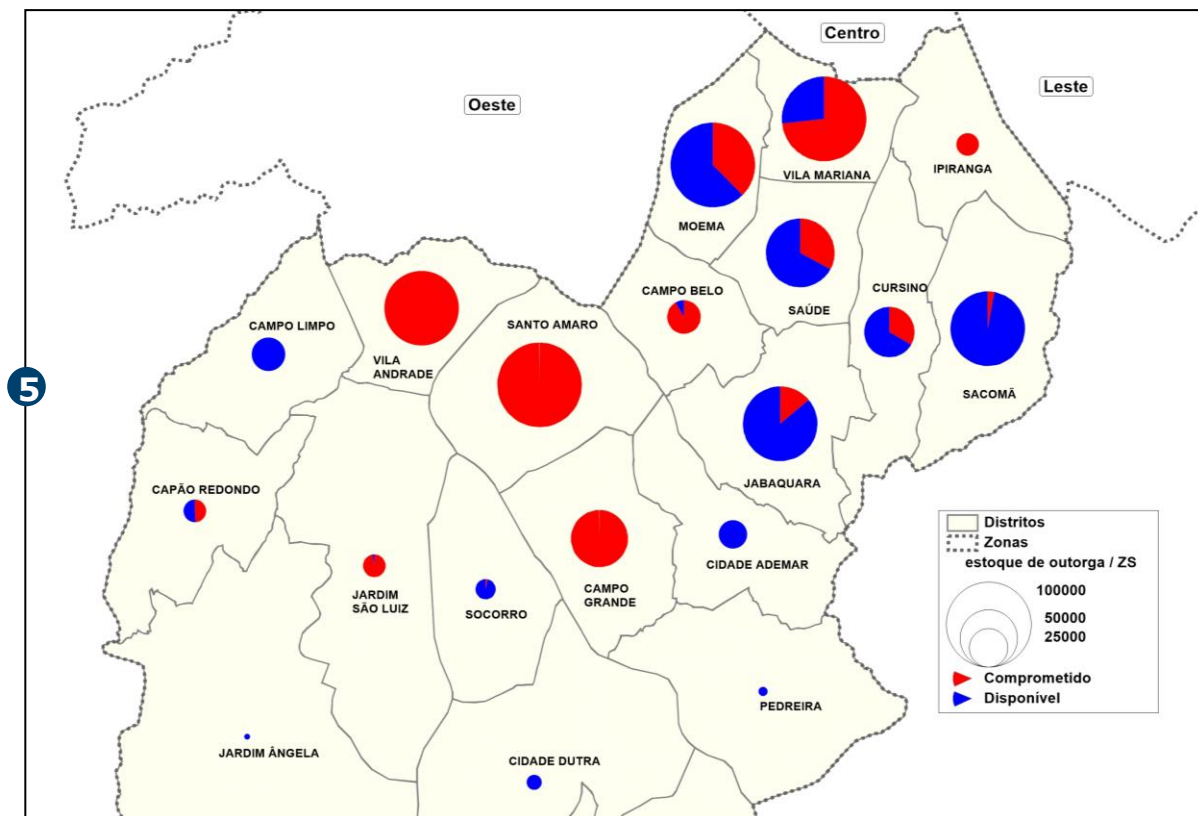 Centro
Oeste
Leste
VILA MARIANA
IPIRANGA
MOEMA
CAMPO BELO
SAÚDE
CURSINO
CAMPO LIMPO
SANTO AMARO
VILA
ANDRADE
5
SACOMÃ
JABAQUARA
CAPÃO REDONDO
CIDADE ADEMAR
JARDIM
SÃO LUIZ
SOCORRO
CAMPO
GRANDE
PEDREIRA
JARDIM ÂNGELA
CIDADE DUTRA
Distritos
Zonas
estoque de outorga / ZS
100000
50000
25000
Comprometido
Disponível